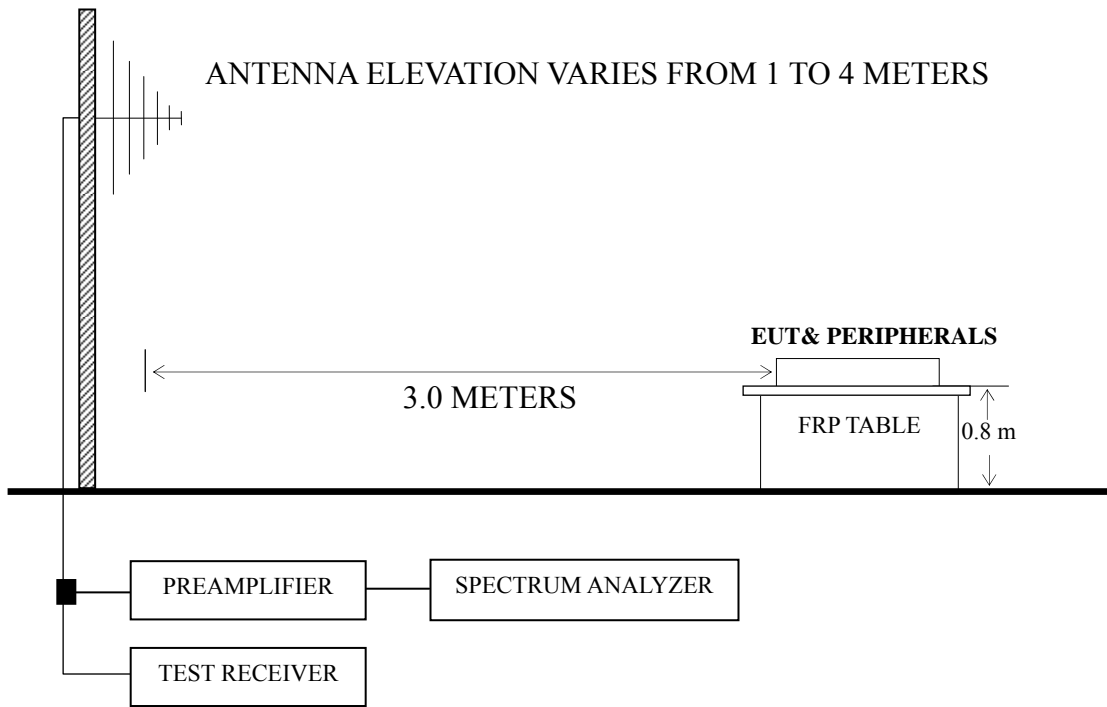 ANTENNA ELEVATION VARIES FROM 1 TO 4 METERS
EUT& PERIPHERALS
3.0 METERS
FRP TABLE
0.8 m
PREAMPLIFIER
SPECTRUM ANALYZER
TEST RECEIVER